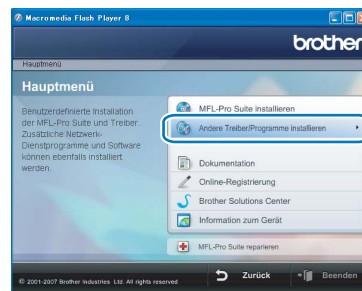 Macromedia Flash Player 8
brother
Hauptmenü
Hauptmenü
Benutzerdefinierte Installation
der MFL-Pro Suite und Treiber.
Zusätzliche Netzwerk-
Dienstprogramme und Software
können ebenfalls installiert
werden.
MFL-Pro Suite installieren
Andere Treiber/Programme installieren
Dokumentation
Online-Registrierung
Brother Solutions Center
Information zum Gerät
MFL-Pro Suite reparieren
© 2001-2007 Brother Industries Ltd. All rights reserved
Zurück
Beenden